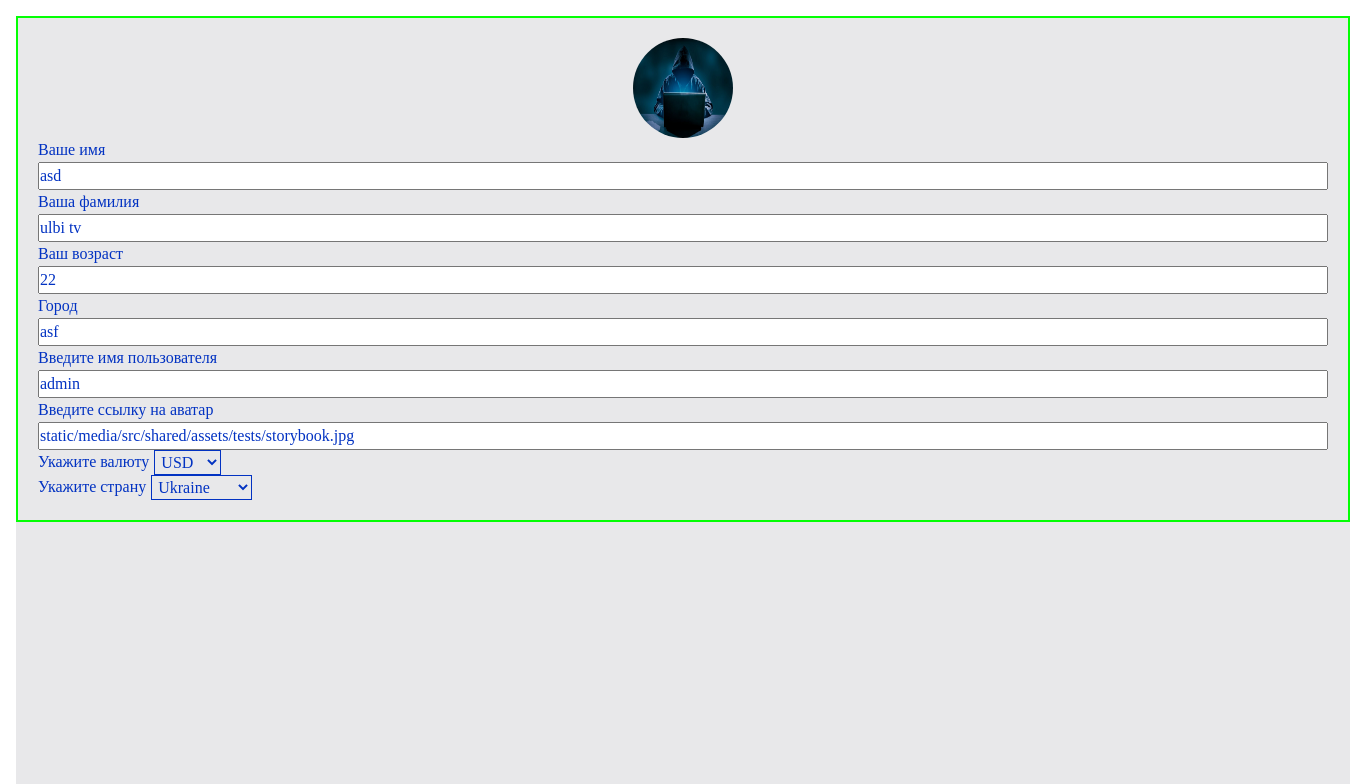 Ваше имя
asd
Ваша фамилия
ulbi tv
Ваш возраст
22
Город
asf
Введите имя пользователя
admin
Введите ссылку на аватар
static/media/src/shared/assets/tests/storybook.jpg
Укажите валюту USD
Укажите страну Ukraine